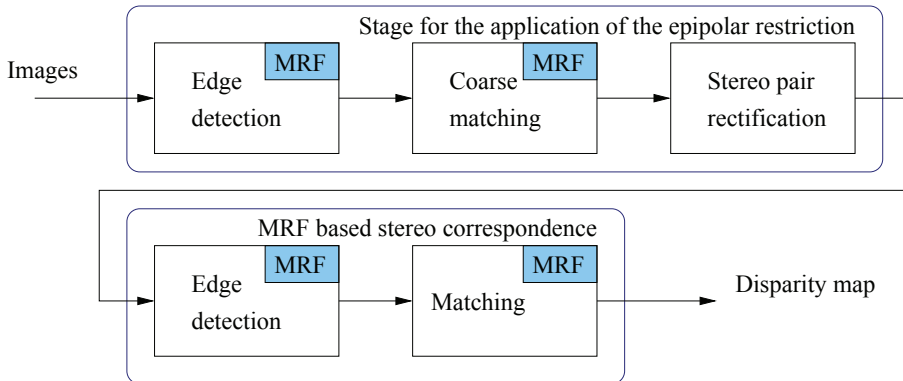 Stage for the application of the epipolar restriction
Images
MRF
Edge
detection
MRF
Coarse
matching
Stereo pair
rectification
MRF based stereo correspondence
MRF
Edge
detection
MRF
Matching
Disparity map